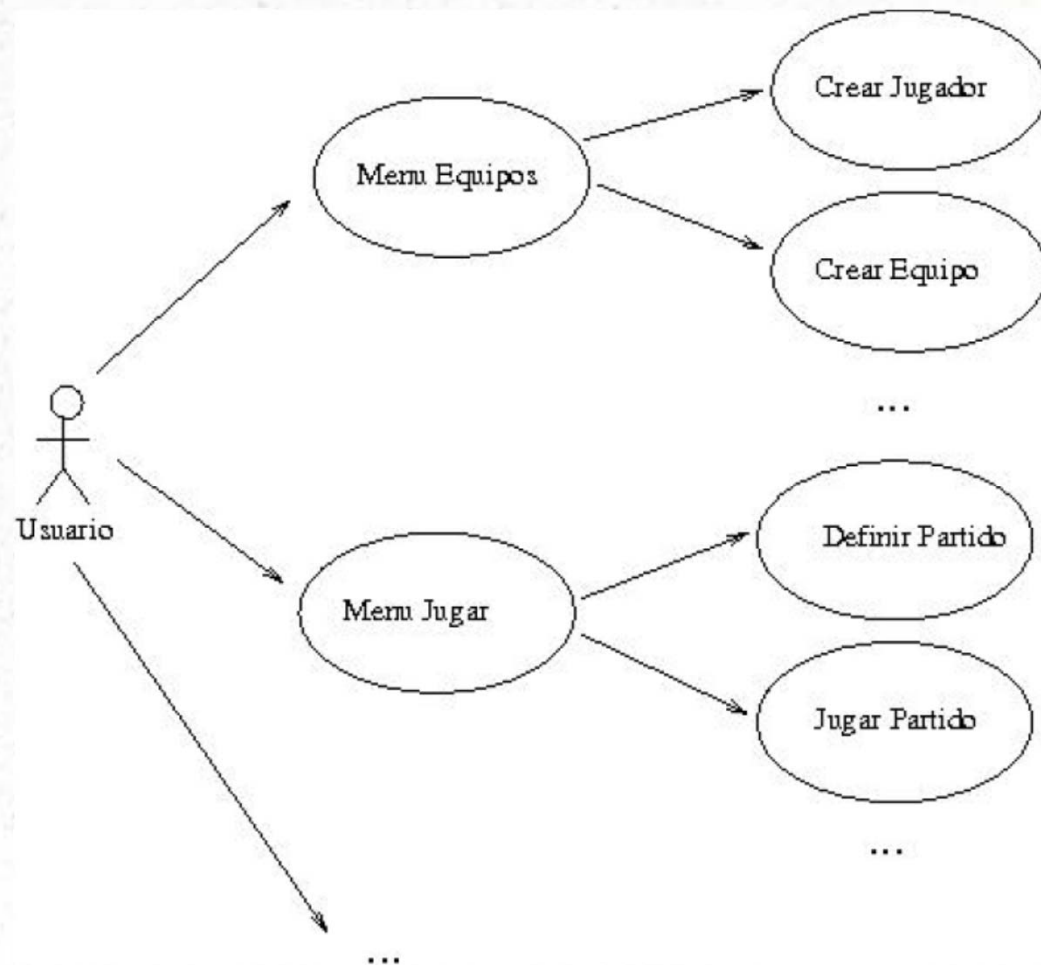 Crear Jugador
Menu Equipos
Crear Equipo
...
Usuario
Definir Partido
Menu Jugar
Jugar Partido
...
...